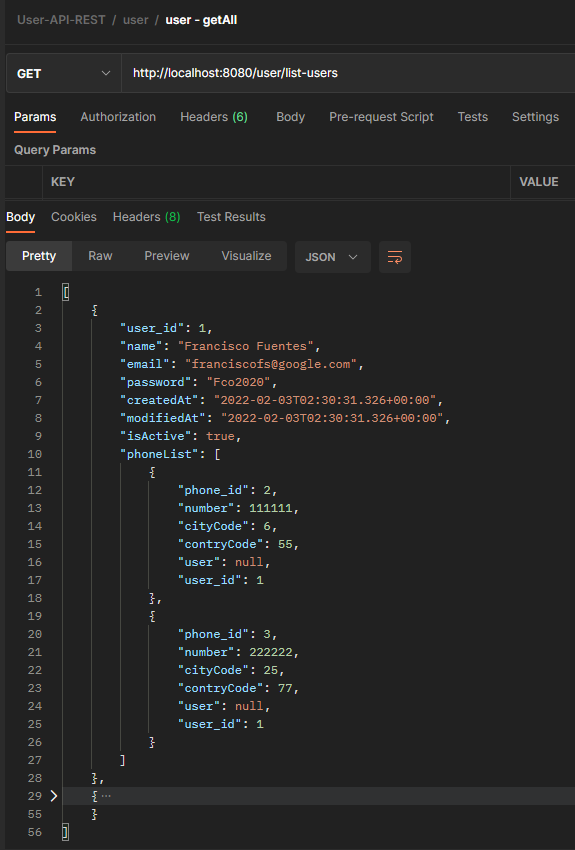 User-API-REST / user / user - getAll
GET http://localhost:8080/user/list-users
Params Authorization Headers (6) Body Pre-request Script Tests Settings
Query Params
KEY VALUE
Body Cookies Headers (8) Test Results
Pretty Raw Preview Visualize JSON
1 [
2 {
3 "user_id": 1,
4 "name": "Francisco Fuentes",
5 "email": "franciscofs@google.com",
6 "password": "Fco2020",
7 "createdAt": "2022-02-03T02:30:31.326+00:00",
8 "modifiedAt": "2022-02-03T02:30:31.326+00:00",
9 "isActive": true,
10 "phoneList": [
11 {
12 "phone_id": 2,
13 "number": 111111,
14 "cityCode": 6,
15 "contryCode": 55,
16 "user": null,
17 "user_id": 1
18 },
19 {
20 "phone_id": 3,
21 "number": 222222,
22 "cityCode": 25,
23 "contryCode": 77,
24 "user": null,
25 "user_id": 1
26 }
27 ]
28 },
29 { ⋯
55 }
56 ]